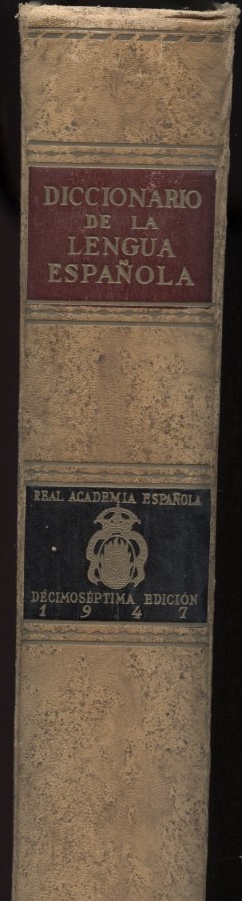 DICCIONARIO
DE LA
LENGUA
ESPAÑOLA
REAL ACADEMIA ESPAÑOLA
DÉCIMOSÉPTIMA EDICIÓN
1 9 4 7